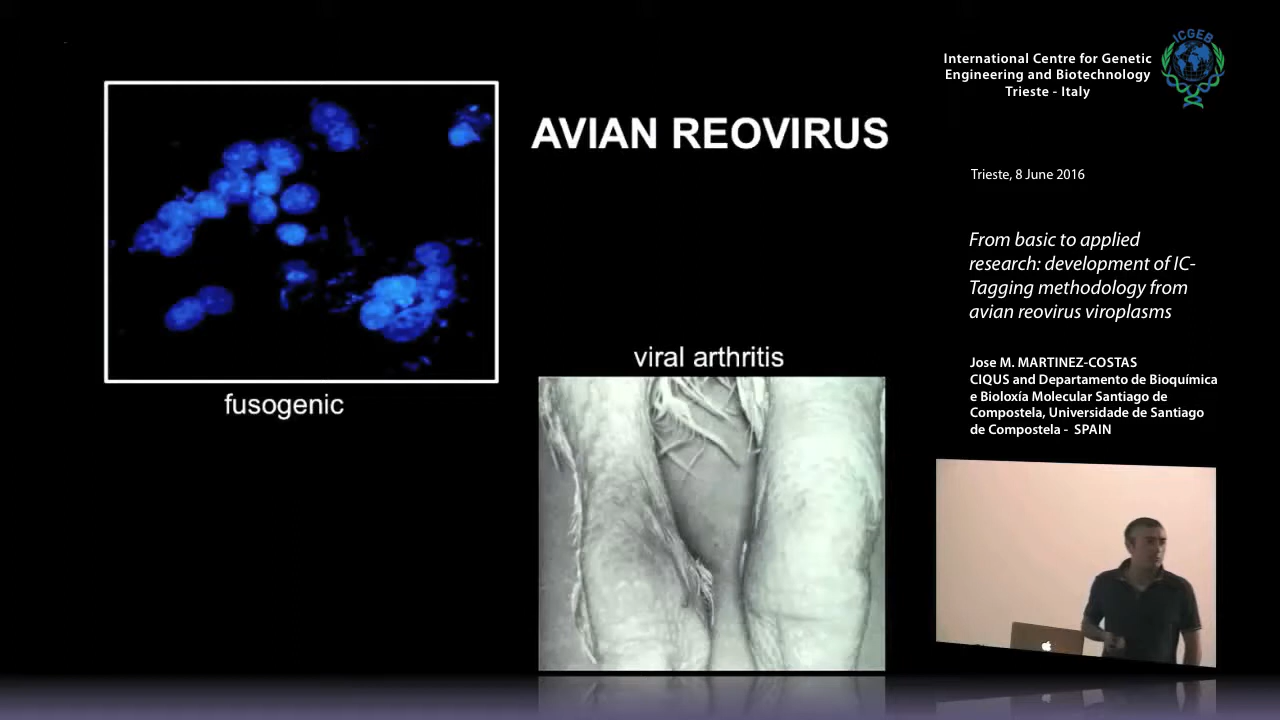 International Centre for Genetic
Engineering and Biotechnology
Trieste - Italy
ICGEB
AVIAN REOVIRUS
Trieste, 8 June 2016
From basic to applied
research: development of IC-
Tagging methodology from
avian reovirus viroplasms
viral arthritis
fusogenic
Jose M. MARTINEZ-COSTAS
CIQUS and Departamento de Bioquímica
e Bioloxía Molecular Santiago de
Compostela, Universidade de Santiago
de Compostela - SPAIN